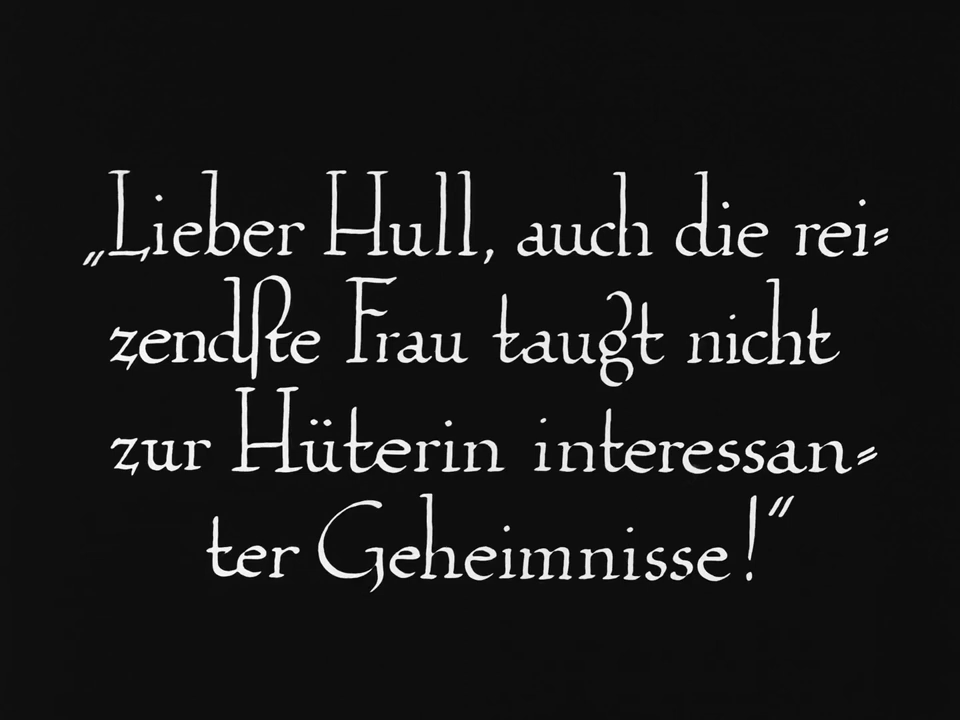 „Lieber Hull, auch die rei-
zendste Frau taugt nicht
zur Hüterin interessan-
ter Geheimnisse!“